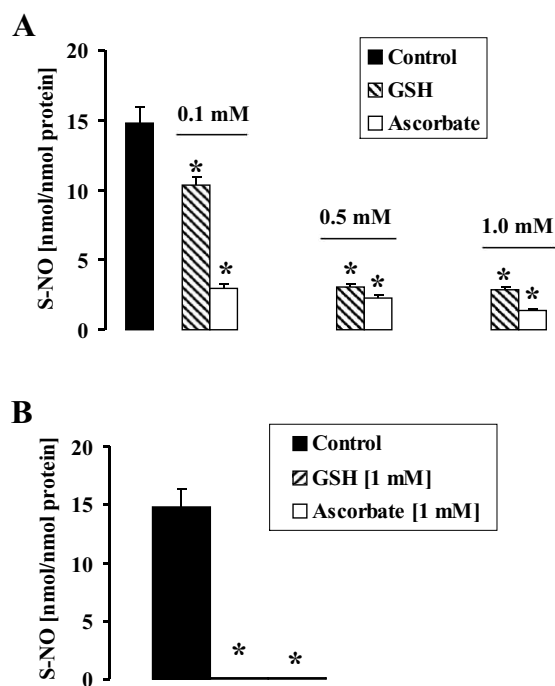 A
S-NO [nmol/nmol protein]
20
15
10
5
0
Control
GSH
Ascorbate
0.1 mM
0.5 mM
1.0 mM
*
*
*
*
*
*
B
S-NO [nmol/nmol protein]
20
15
10
5
0
Control
GSH [1 mM]
Ascorbate [1 mM]
*
*